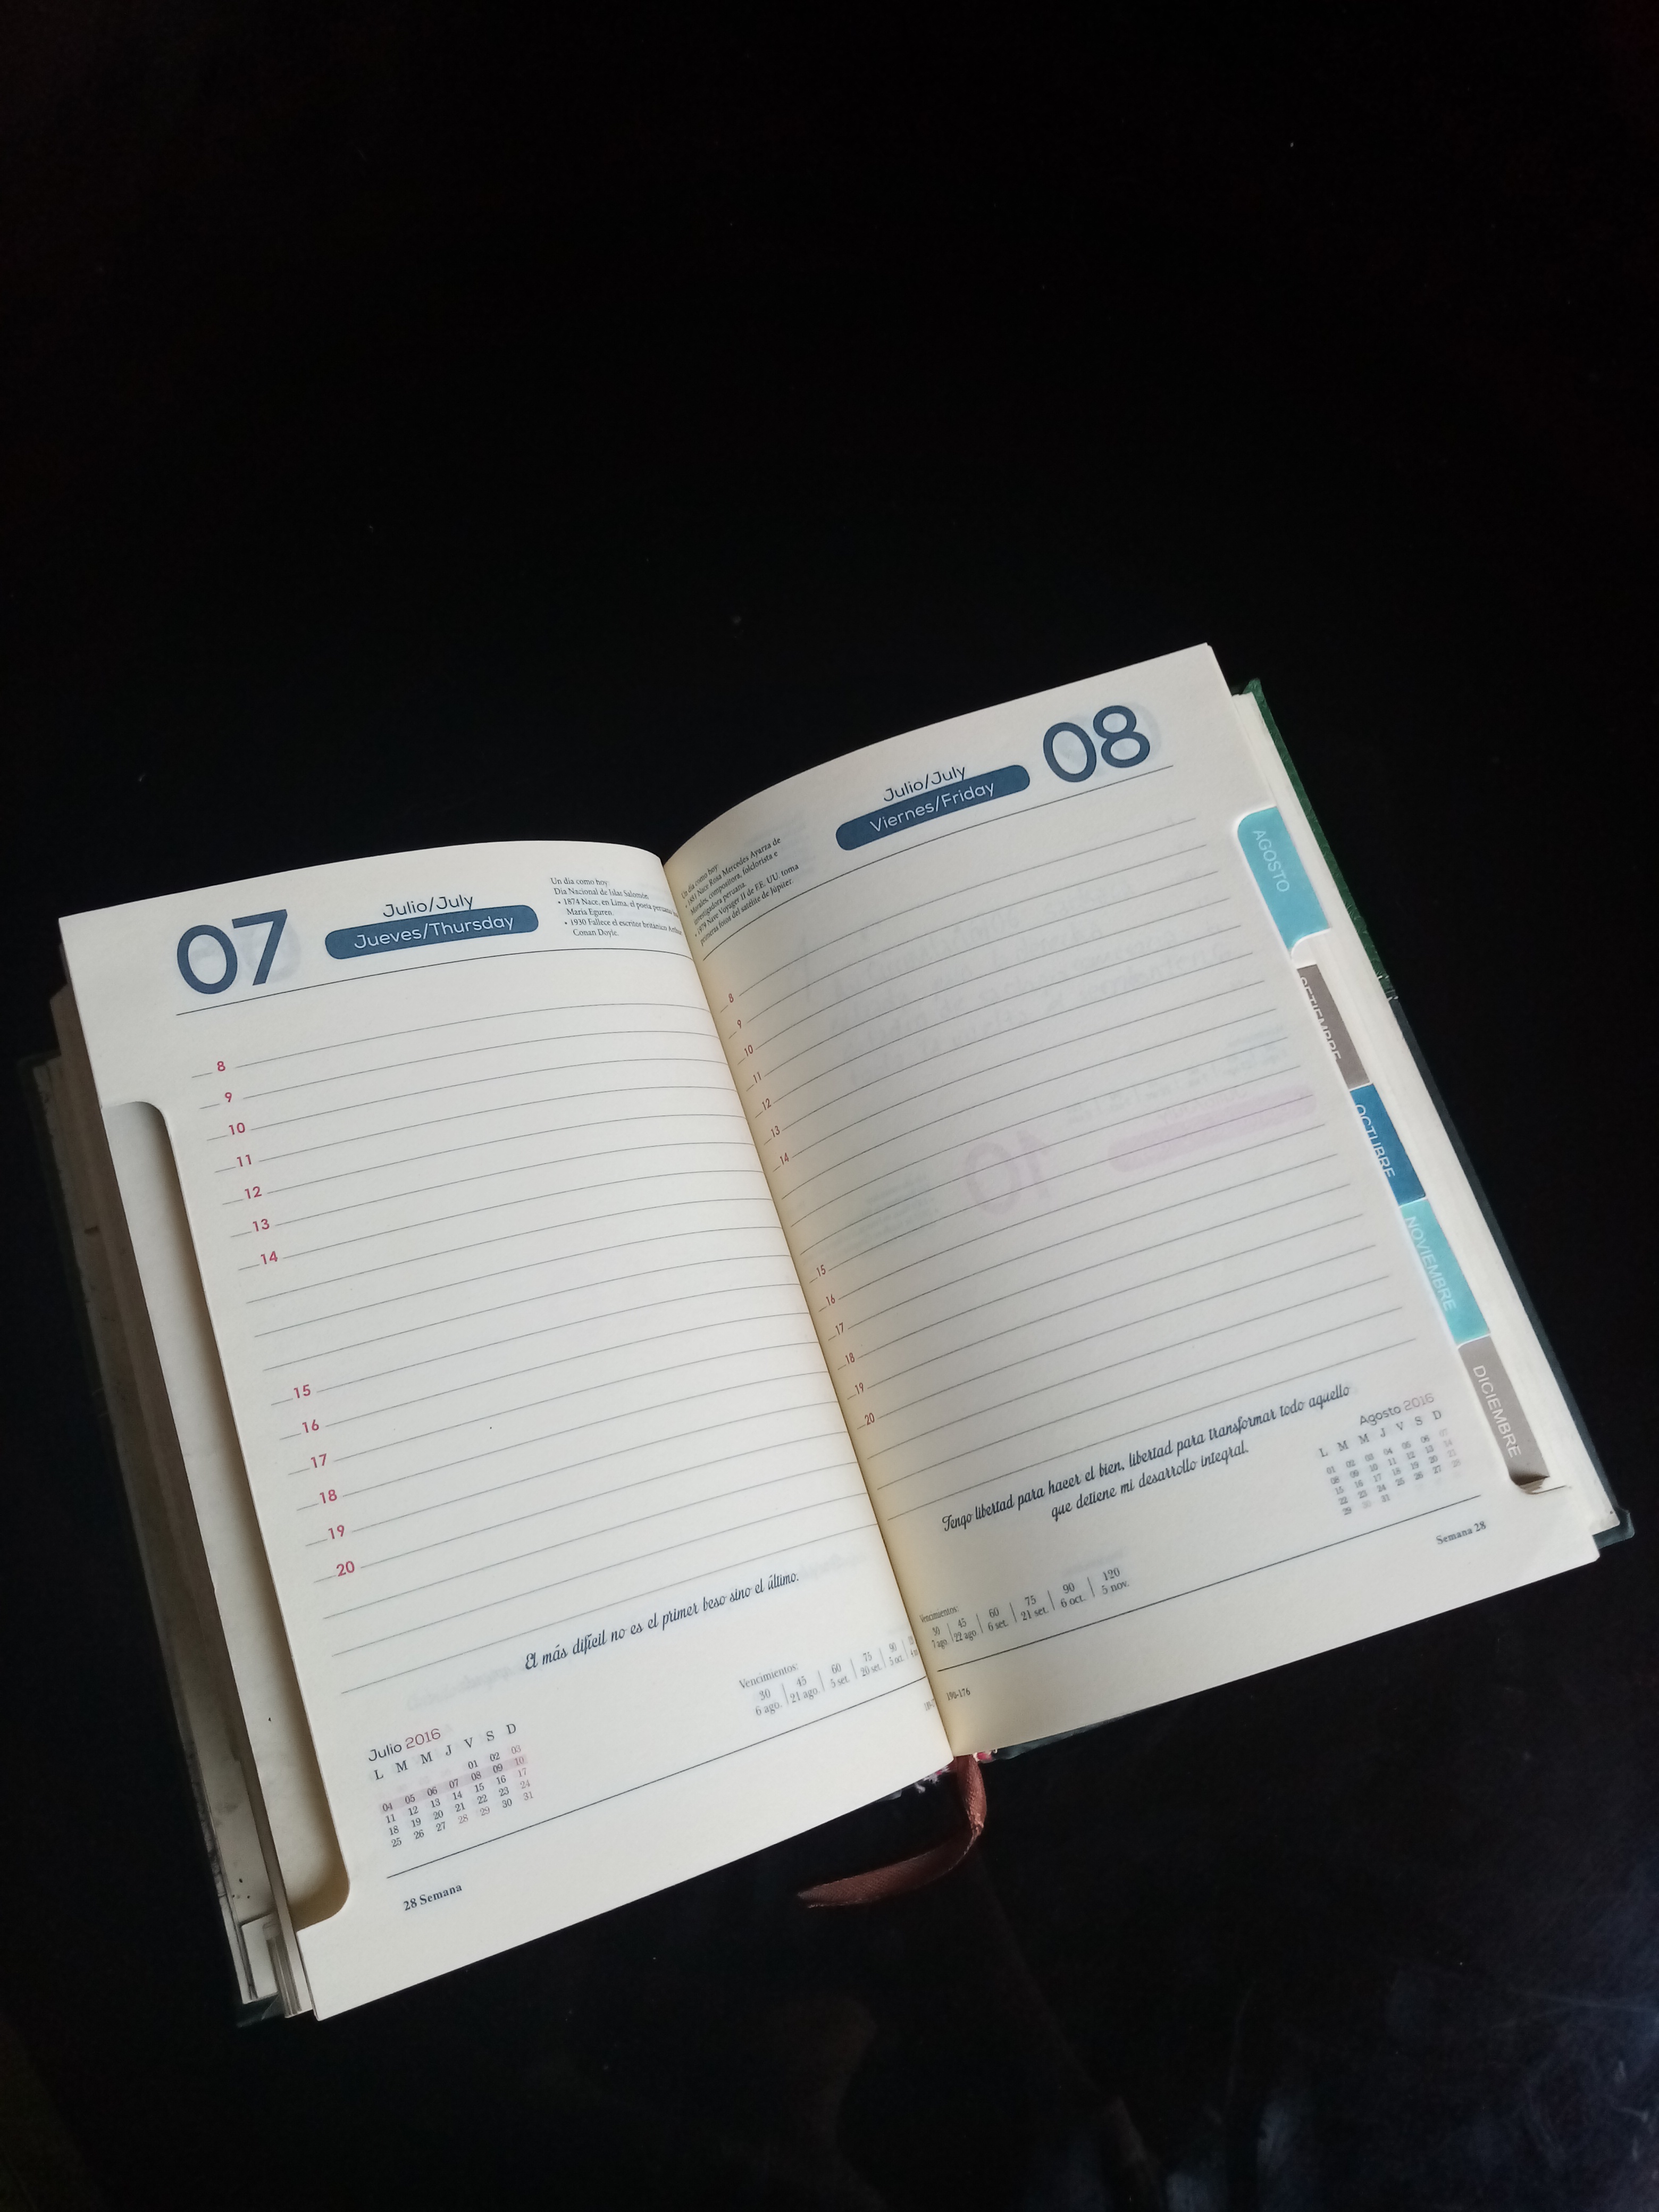 07
Julio/July
Jueves/Thursday
Un día como hoy:
Día Nacional de Islas Salomón.
• 1874 Nace, en Lima, el poeta peruano
María Eguren.
• 1930 Fallece el escritor británico Arthur
Conan Doyle.
8
9
10
11
12
13
14
15
16
17
18
19
20
El más difícil no es el primer beso sino el último.
Vencimientos:
30 45 60 75 90
6 ago. 21 ago. 5 set. 20 set. 5 oct.
Julio 2016
L M M J V S D
01 02 03
04 05 06 07 08 09 10
11 12 13 14 15 16 17
18 19 20 21 22 23 24
25 26 27 28 29 30 31
28 Semana
Julio/July
Viernes/Friday
08
Un día como hoy:
• 1881 Nace Rosa Mercedes Ayarza de
Morales, compositora, folclorista e
investigadora peruana.
• 1979 Nave Voyager II de EE. UU. toma
primeras fotos del satélite de Júpiter.
8
9
10
11
12
13
14
15
16
17
18
19
20
Tengo libertad para hacer el bien, libertad para transformar todo aquello
que detiene mi desarrollo integral.
Vencimientos:
30 45 60 75 90 120
7 ago. 22 ago. 6 set. 21 set. 6 oct. 5 nov.
Agosto 2016
L M M J V S D
01 02 03 04 05 06 07
08 09 10 11 12 13 14
15 16 17 18 19 20 21
22 23 24 25 26 27 28
29 30 31
Semana 28
190-176
AGOSTO
SETIEMBRE
OCTUBRE
NOVIEMBRE
DICIEMBRE